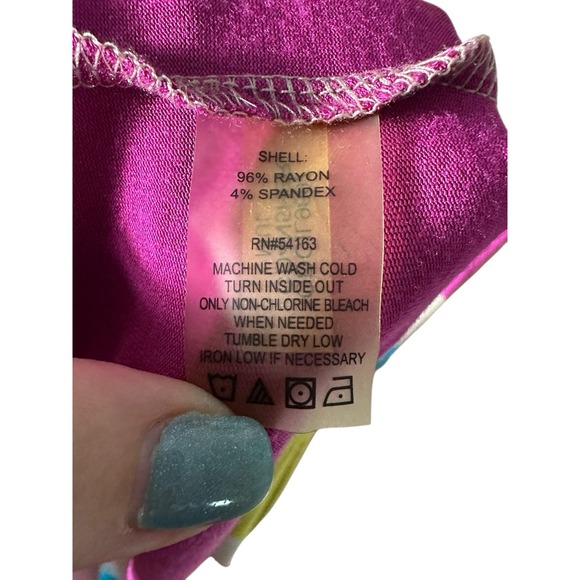 SHELL:
96% RAYON
4% SPANDEX
RN#54163
MACHINE WASH COLD
TURN INSIDE OUT
ONLY NON-CHLORINE BLEACH
WHEN NEEDED
TUMBLE DRY LOW
IRON LOW IF NECESSARY